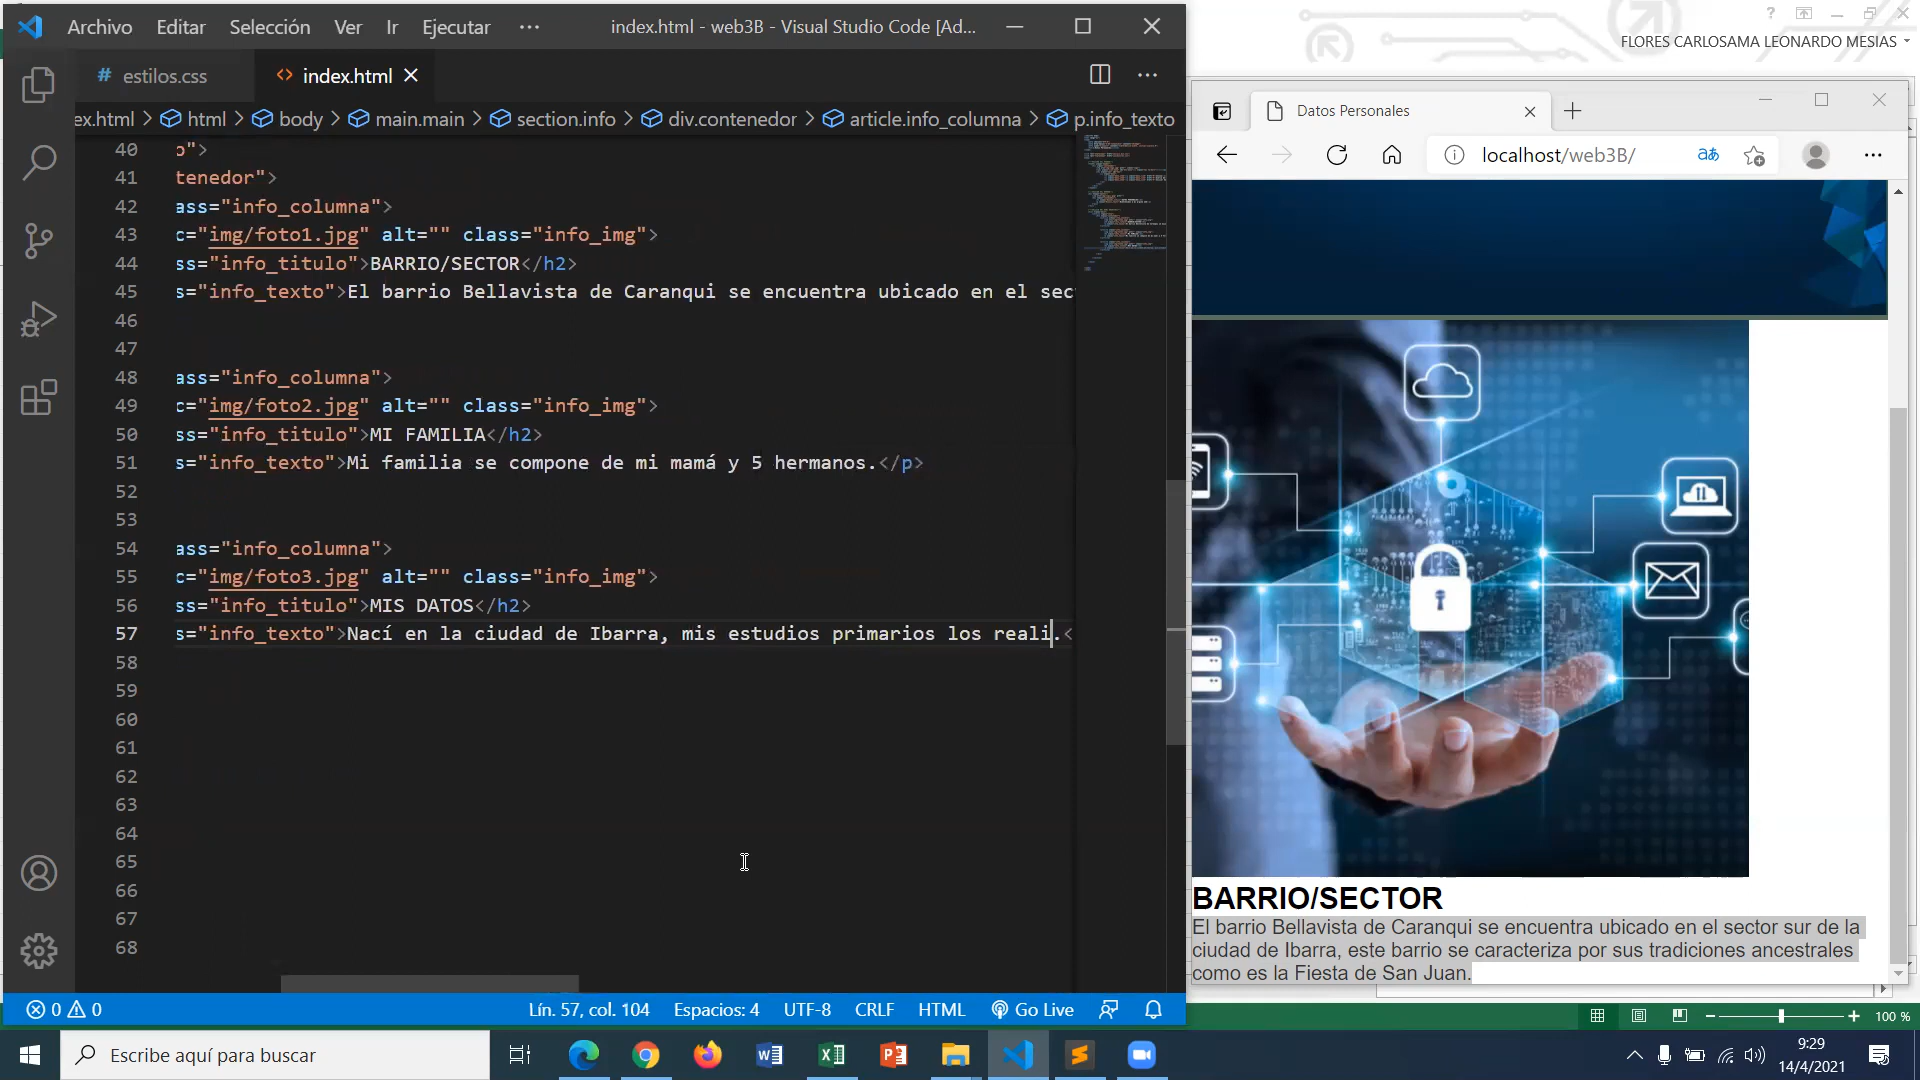 Archivo Editar Selección Ver Ir Ejecutar ··· index.html - web3B - Visual Studio Code [Ad...
# estilos.css <> index.html
ex.html > html > body > main.main > section.info > div.contenedor > article.info_columna > p.info_texto
40 o">
41 tenedor">
42 ass="info_columna">
43 c="img/foto1.jpg" alt="" class="info_img">
44 ss="info_titulo">BARRIO/SECTOR</h2>
45 s="info_texto">El barrio Bellavista de Caranqui se encuentra ubicado en el sec
46
47
48 ass="info_columna">
49 c="img/foto2.jpg" alt="" class="info_img">
50 ss="info_titulo">MI FAMILIA</h2>
51 s="info_texto">Mi familia se compone de mi mamá y 5 hermanos.</p>
52
53
54 ass="info_columna">
55 c="img/foto3.jpg" alt="" class="info_img">
56 ss="info_titulo">MIS DATOS</h2>
57 s="info_texto">Nací en la ciudad de Ibarra, mis estudios primarios los reali.<
58
59
60
61
62
63
64
65
66
67
68
0 0 Lín. 57, col. 104 Espacios: 4 UTF-8 CRLF HTML Go Live
FLORES CARLOSAMA LEONARDO MESIAS
Datos Personales
localhost/web3B/ aあ
BARRIO/SECTOR
El barrio Bellavista de Caranqui se encuentra ubicado en el sector sur de la
ciudad de Ibarra, este barrio se caracteriza por sus tradiciones ancestrales
como es la Fiesta de San Juan.
100 %
Escribe aquí para buscar
9:29
14/4/2021